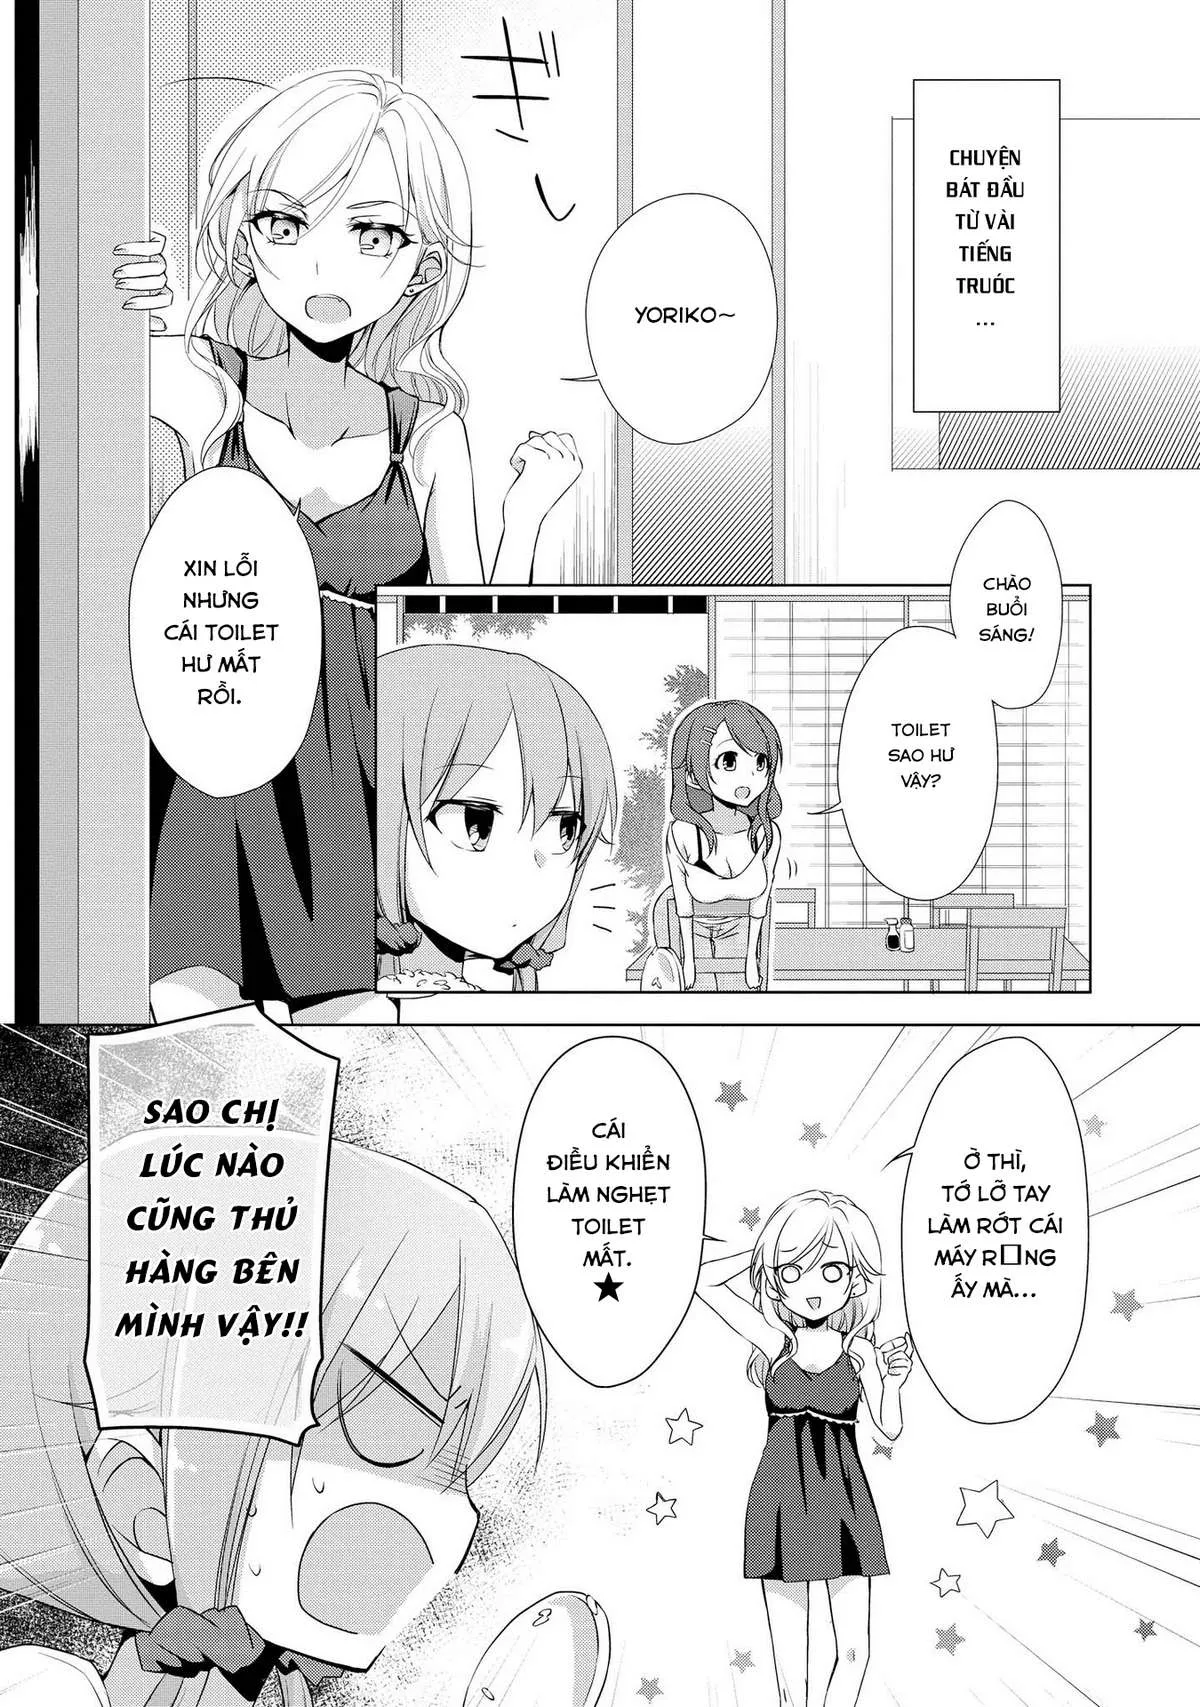 CHUYỆN
BÁT ĐẦU
TỪ VÀI
TIẾNG
TRUÓC
...
YORIKO~
XIN LỖI
NHƯNG
CÁI TOILET
HƯ MẤT
RỒI.
CHÀO
BUỔI
SÁNG!
TOILET
SAO HƯ
VẬY?
Ờ THÌ,
TỚ LỠ TAY
LÀM RỚT CÁI
MÁY R▯NG
ẤY MÀ...
CÁI
ĐIỀU KHIỂN
LÀM NGHẸT
TOILET
MẤT.
★
SAO CHỊ
LÚC NÀO
CŨNG THỦ
HÀNG BÊN
MÌNH VẬY!!